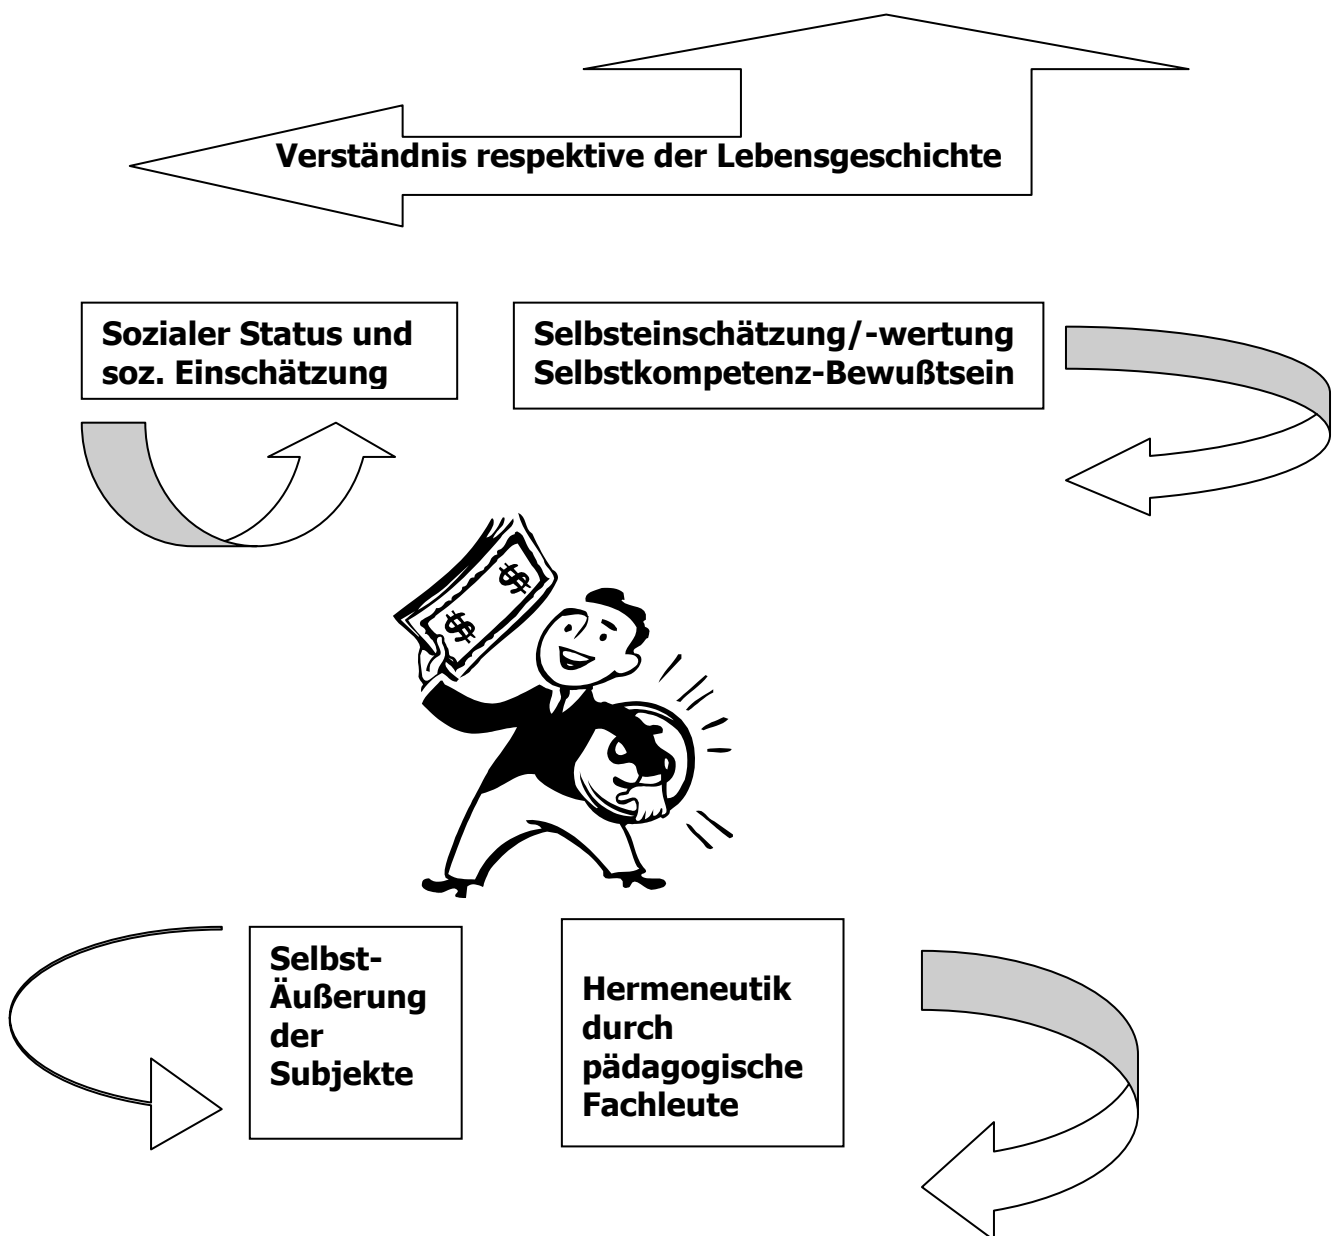 Verständnis respektive der Lebensgeschichte
Sozialer Status und
soz. Einschätzung
Selbsteinschätzung/-wertung
Selbstkompetenz-Bewußtsein
$
$
Selbst-
Äußerung
der
Subjekte
Hermeneutik
durch
pädagogische
Fachleute